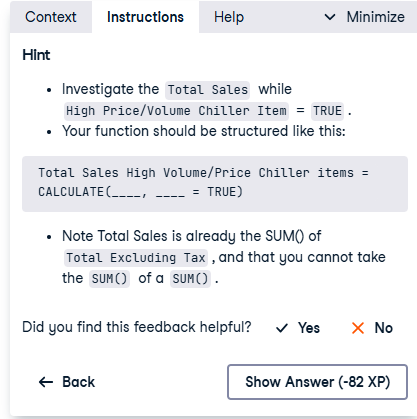 Context Instructions Help Minimize
Hint
• Investigate the Total Sales while
High Price/Volume Chiller Item = TRUE .
• Your function should be structured like this:
Total Sales High Volume/Price Chiller items =
CALCULATE(____, ____ = TRUE)
• Note Total Sales is already the SUM() of
Total Excluding Tax , and that you cannot take
the SUM() of a SUM() .
Did you find this feedback helpful? ✓ Yes ✕ No
← Back Show Answer (-82 XP)